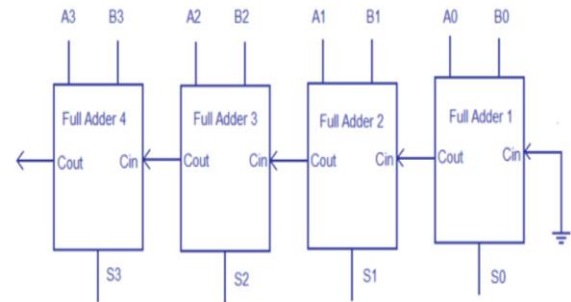 A3 B3 A2 B2 A1 B1 A0 B0
Full Adder 4 Full Adder 3 Full Adder 2 Full Adder 1
Cout Cin Cout Cin Cout Cin Cout Cin
S3 S2 S1 S0